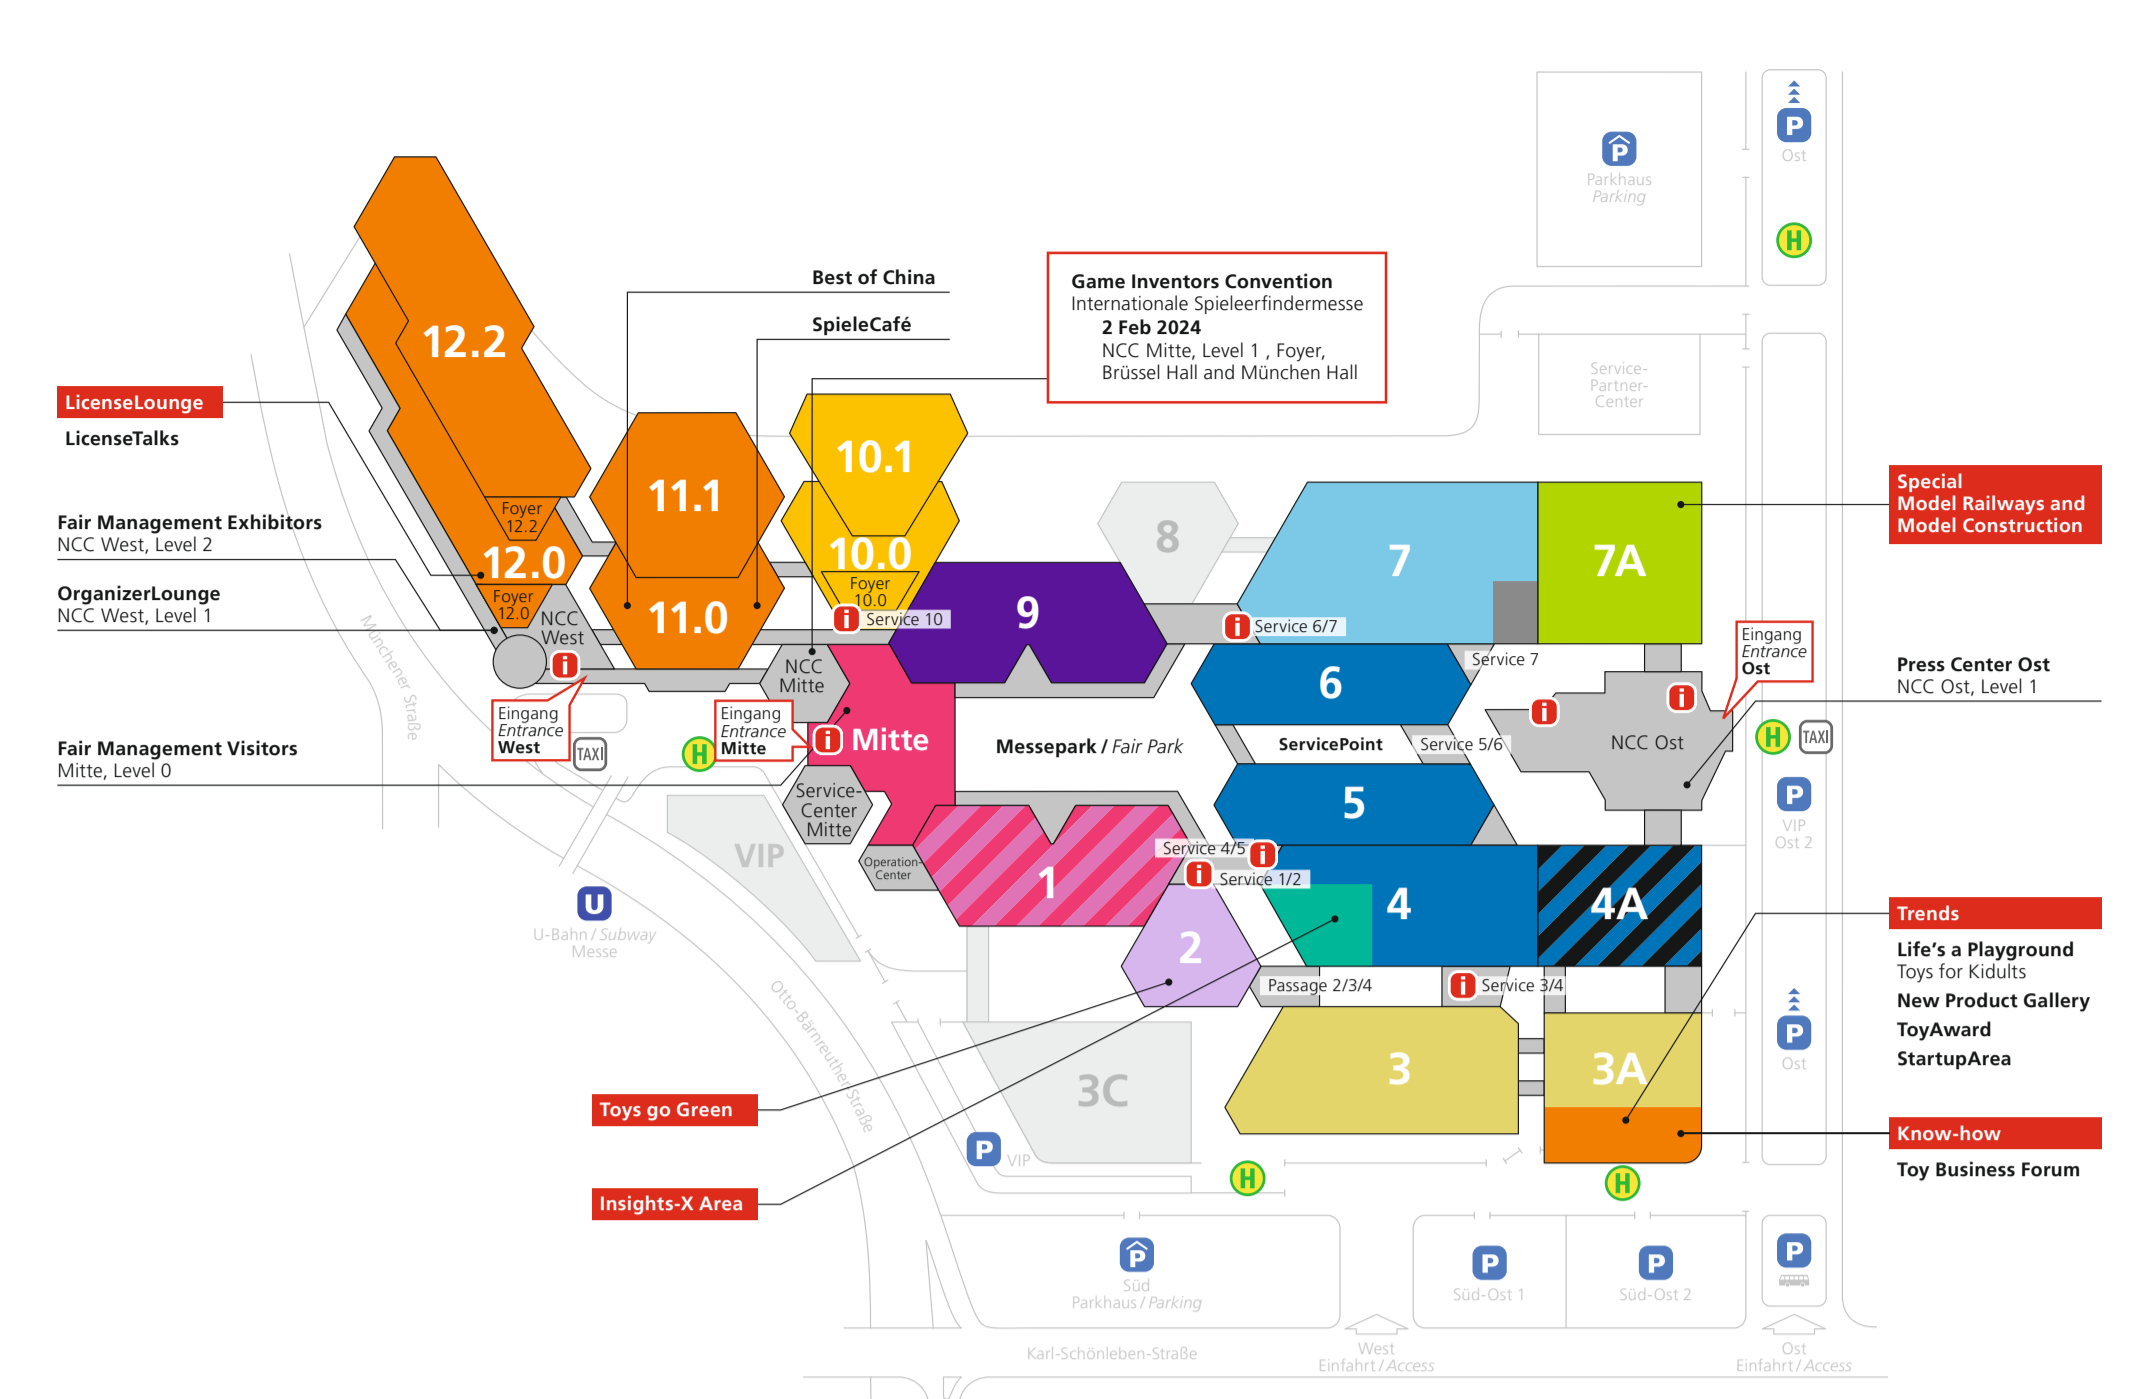 P
Ost
P
Parkhaus
Parking
H
Best of China
SpieleCafé
Game Inventors Convention
Internationale Spieleerfindermesse
2 Feb 2024
NCC Mitte, Level 1 , Foyer,
Brüssel Hall and München Hall
Service-
Partner-
Center
LicenseLounge
LicenseTalks
Fair Management Exhibitors
NCC West, Level 2
OrganizerLounge
NCC West, Level 1
Fair Management Visitors
Mitte, Level 0
12.2
Foyer
12.2
12.0
Foyer
12.0
NCC
West
i
11.1
11.0
10.1
10.0
Foyer
10.0
i Service 10
9
8
7
7A
i Service 6/7
Service 7
6
ServicePoint
Service 5/6
5
Special
Model Railways and
Model Construction
Eingang
Entrance
Ost
Press Center Ost
NCC Ost, Level 1
i
i
NCC Ost
H
TAXI
P
VIP
Ost 2
Münchener Straße
Eingang
Entrance
West
TAXI
H
Eingang
Entrance
Mitte
NCC
Mitte
i
Mitte
Messepark / Fair Park
Service-
Center
Mitte
Operation-
Center
VIP
U
U-Bahn / Subway
Messe
1
Service 4/5 i
i Service 1/2
2
4
4A
Passage 2/3/4
i Service 3/4
3
3A
3C
Trends
Life's a Playground
Toys for Kidults
New Product Gallery
ToyAward
StartupArea
P
Ost
Know-how
Toy Business Forum
Otto-Bärnreuther-Straße
Toys go Green
Insights-X Area
P VIP
H
H
P
Süd
Parkhaus / Parking
P
Süd-Ost 1
P
Süd-Ost 2
P
Karl-Schönleben-Straße
West
Einfahrt / Access
Ost
Einfahrt / Access